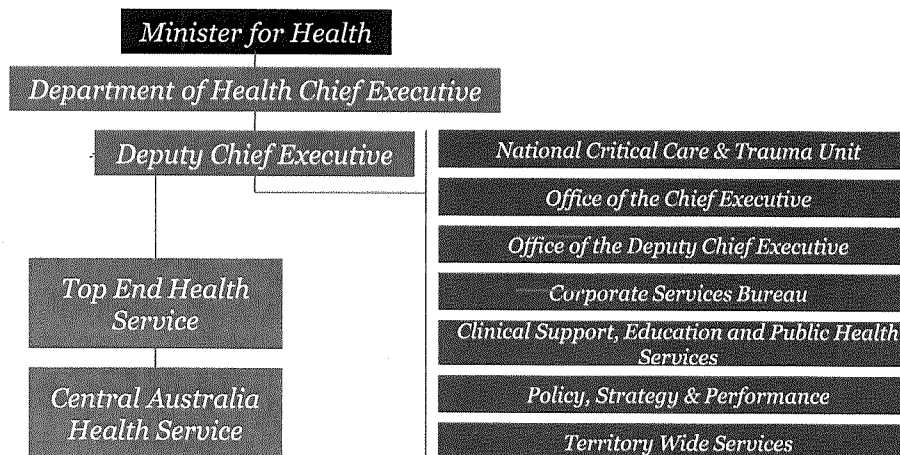 Minister for Health
Department of Health Chief Executive
Deputy Chief Executive
National Critical Care & Trauma Unit
Office of the Chief Executive
Office of the Deputy Chief Executive
Top End Health
Service
Corporate Services Bureau
Clinical Support, Education and Public Health
Services
Central Australia
Health Service
Policy, Strategy & Performance
Territory Wide Services